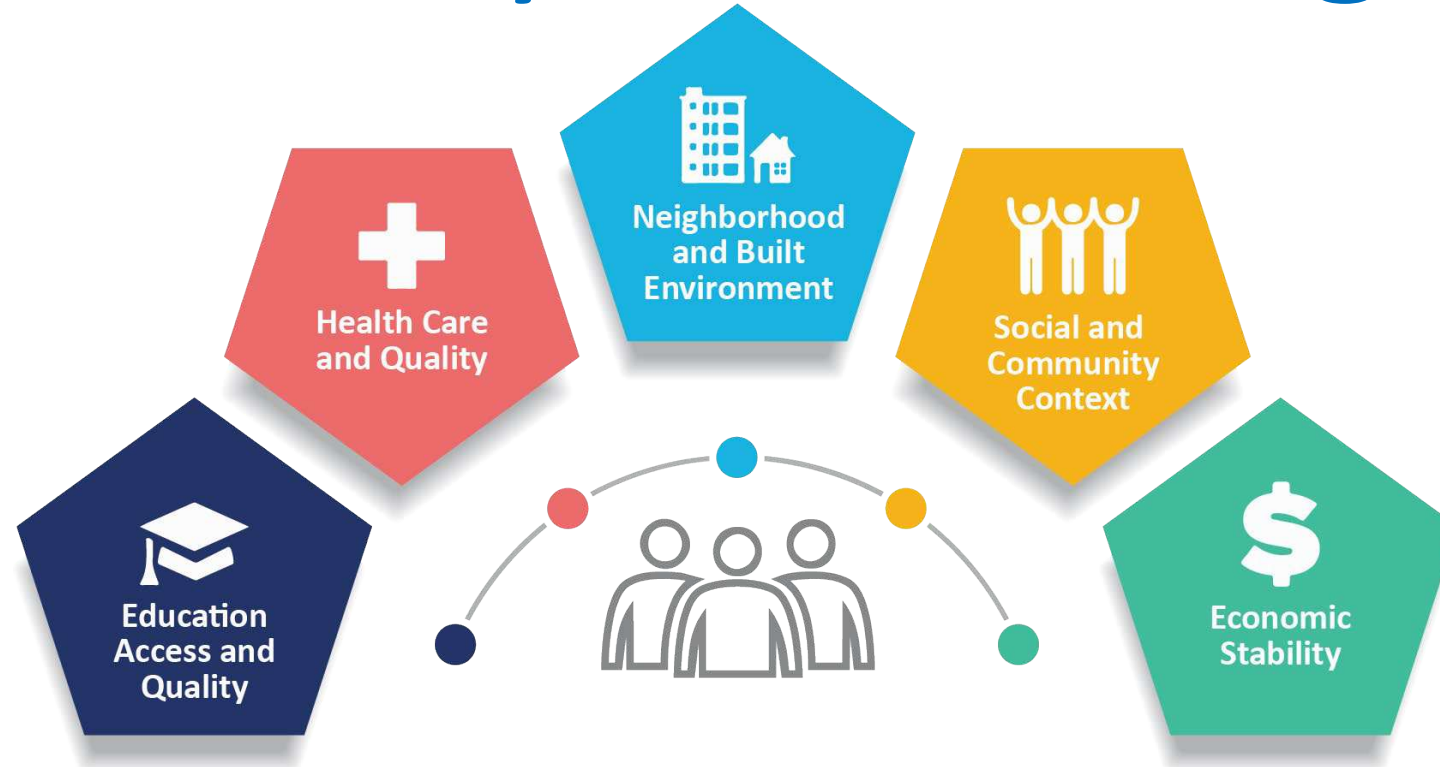 Education
Access and
Quality
Health Care
and Quality
Neighborhood
and Built
Environment
Social and
Community
Context
Economic
Stability